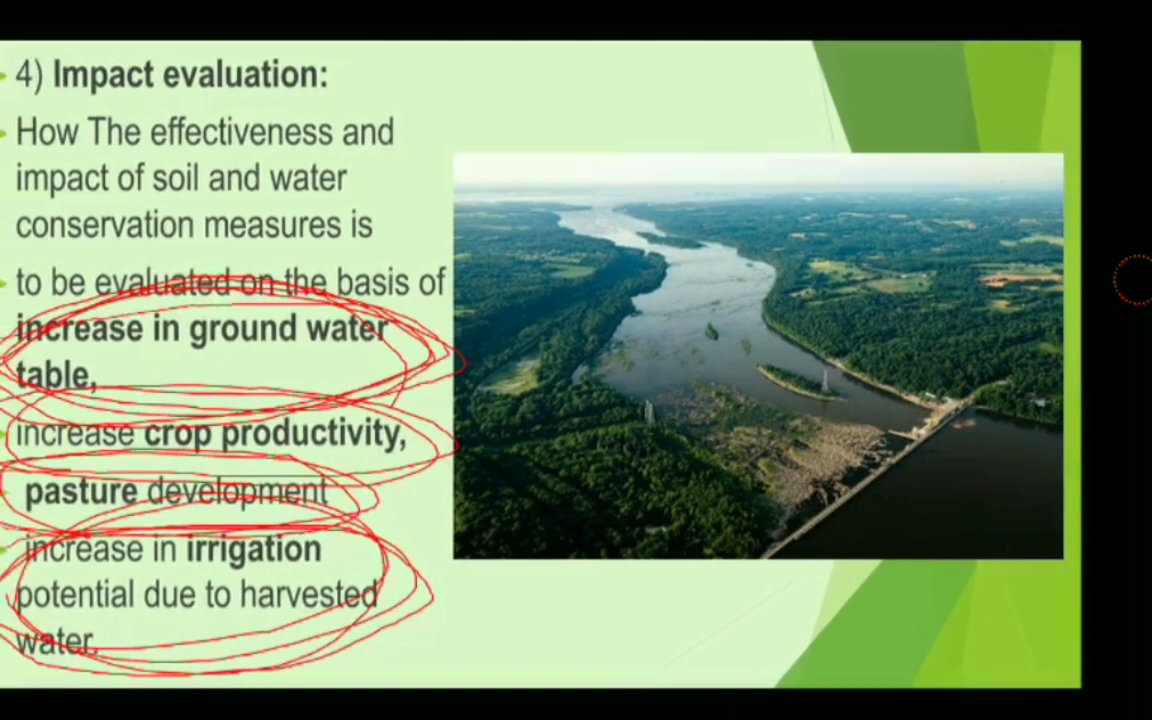 4) Impact evaluation:
How The effectiveness and
impact of soil and water
conservation measures is
to be evaluated on the basis of
increase in ground water
table,
increase crop productivity,
pasture development
increase in irrigation
potential due to harvested
water.